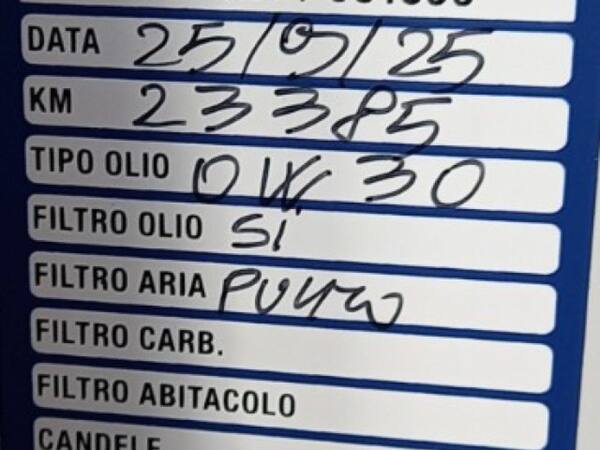 DATA 25/9/25
KM 23385
TIPO OLIO 0W 30
FILTRO OLIO SI
FILTRO ARIA
FILTRO CARB.
FILTRO ABITACOLO
CANDELE